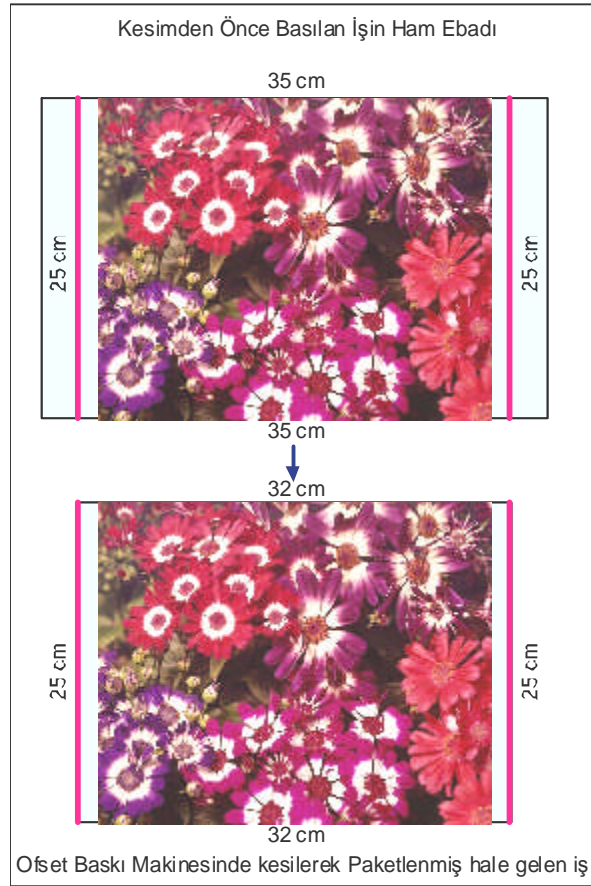 Kesimden Önce Basılan İşin Ham Ebadı
35 cm
25 cm
25 cm
35 cm
32 cm
25 cm
25 cm
32 cm
Ofset Baskı Makinesinde kesilerek Paketlenmiş hale gelen iş